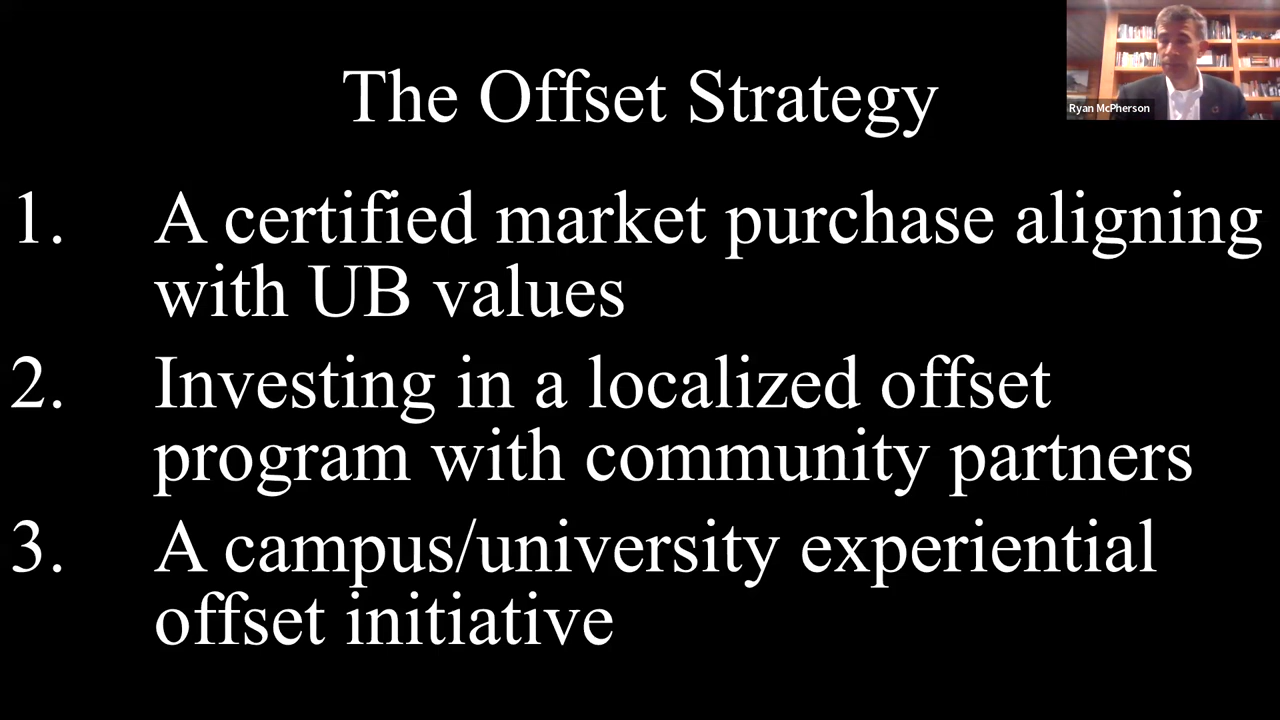 The Offset Strategy
Ryan McPherson
1. A certified market purchase aligning
with UB values
2. Investing in a localized offset
program with community partners
3. A campus/university experiential
offset initiative